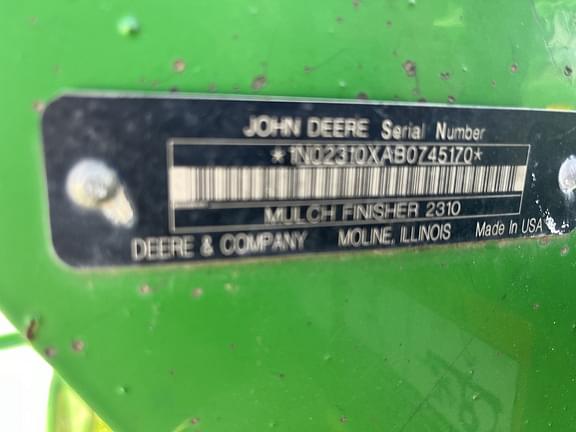 JOHN DEERE Serial Number
*1N02310XAB0745170*
MULCH FINISHER 2310
DEERE & COMPANY MOLINE, ILLINOIS Made In USA